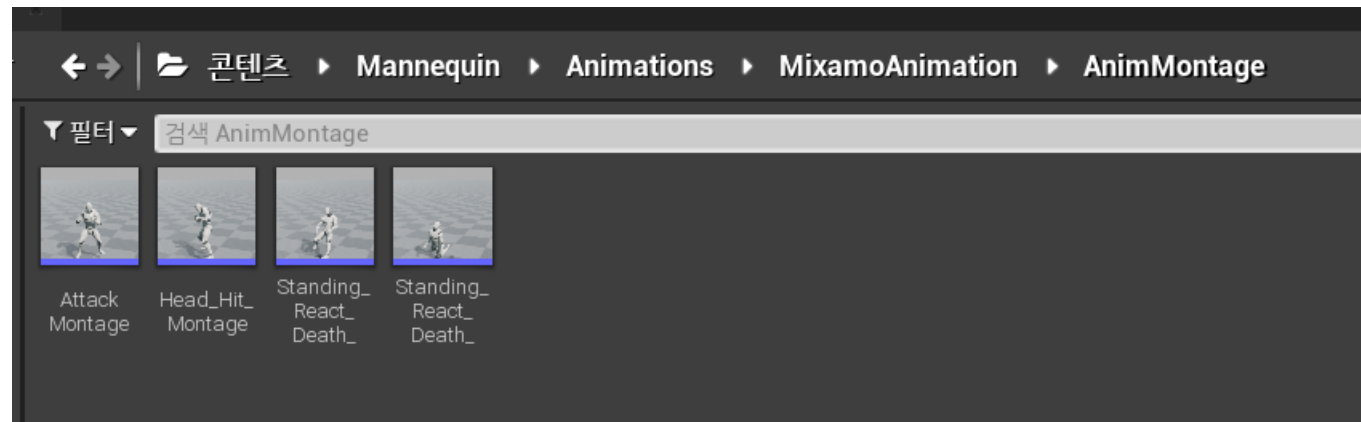 콘텐츠 Mannequin Animations MixamoAnimation AnimMontage
필터 검색 AnimMontage
Attack
Montage
Head_Hit_
Montage
Standing_
React_
Death_
Standing_
React_
Death_